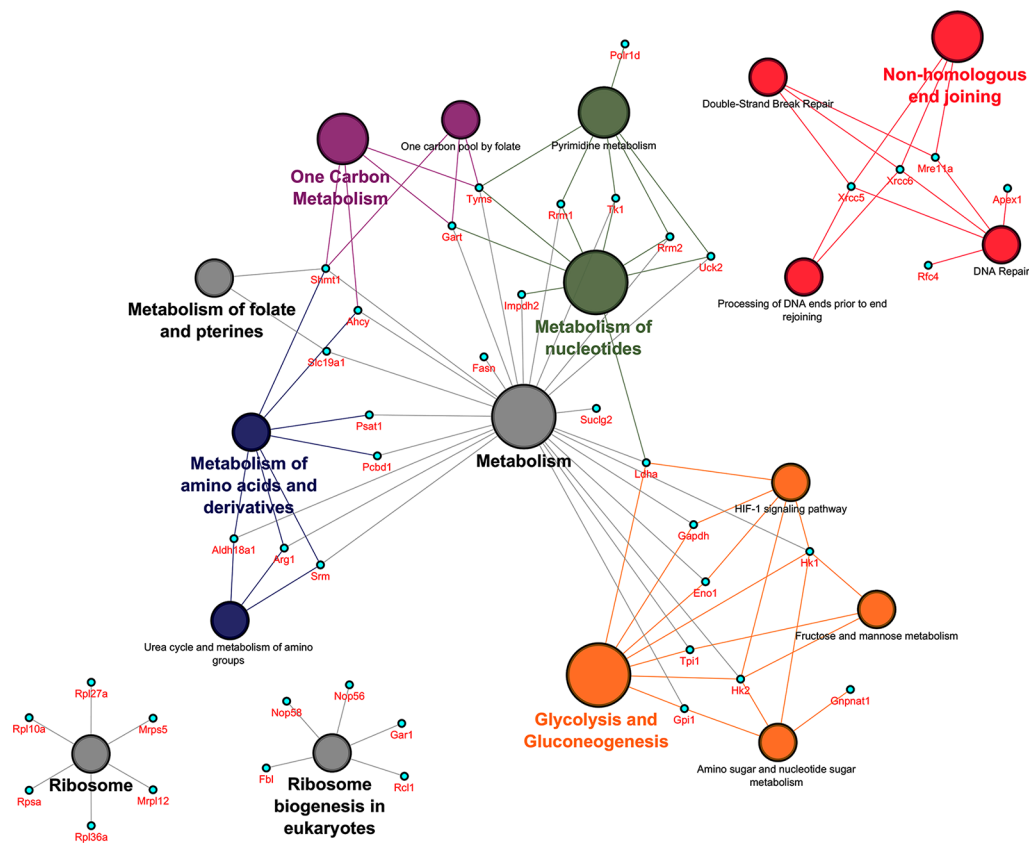 Polr1d
Non-homologous
end joining
Double-Strand Break Repair
One carbon pool by folate
Pyrimidine metabolism
Mre11a
Xrcc6
One Carbon
Metabolism
Tyms
Xrcc5
Apex1
Rrm1
Tk1
Gart
Rrm2
Uck2
Rfc4
DNA Repair
Shmt1
Metabolism of folate
and pterines
Impdh2
Processing of DNA ends prior to end
rejoining
Ahcy
Metabolism of
nucleotides
Slc19a1
Fasn
Psat1
Suclg2
Metabolism
Pcbd1
Metabolism of
amino acids and
derivatives
Ldha
HIF-1 signaling pathway
Gapdh
Aldh18a1
Arg1
Srm
Hk1
Eno1
Urea cycle and metabolism of amino
groups
Fructose and mannose metabolism
Tpi1
Hk2
Gnpnat1
Gpi1
Glycolysis and
Gluconeogenesis
Amino sugar and nucleotide sugar
metabolism
Rpl27a
Rpl10a
Mrps5
Ribosome
Rpsa
Mrpl12
Rpl36a
Nop56
Nop58
Gar1
Fbl
Rcl1
Ribosome
biogenesis in
eukaryotes